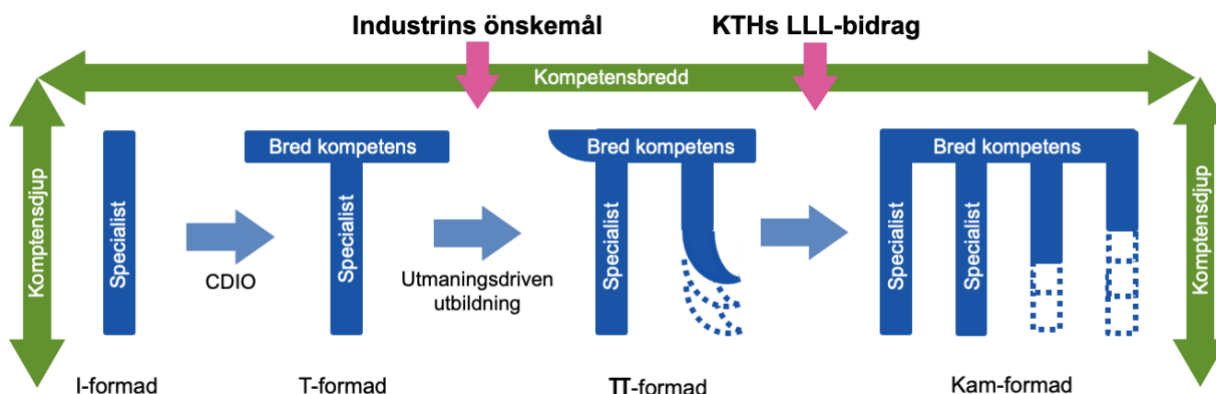 Industrins önskemål
KTHs LLL-bidrag
Kompetensbredd
Komptensdjup
Specialist
CDIO
Bred kompetens
Specialist
Utmaningsdriven
utbildning
Bred kompetens
Specialist
Bred kompetens
Specialist
Specialist
Komptensdjup
I-formad
T-formad
π-formad
Kam-formad